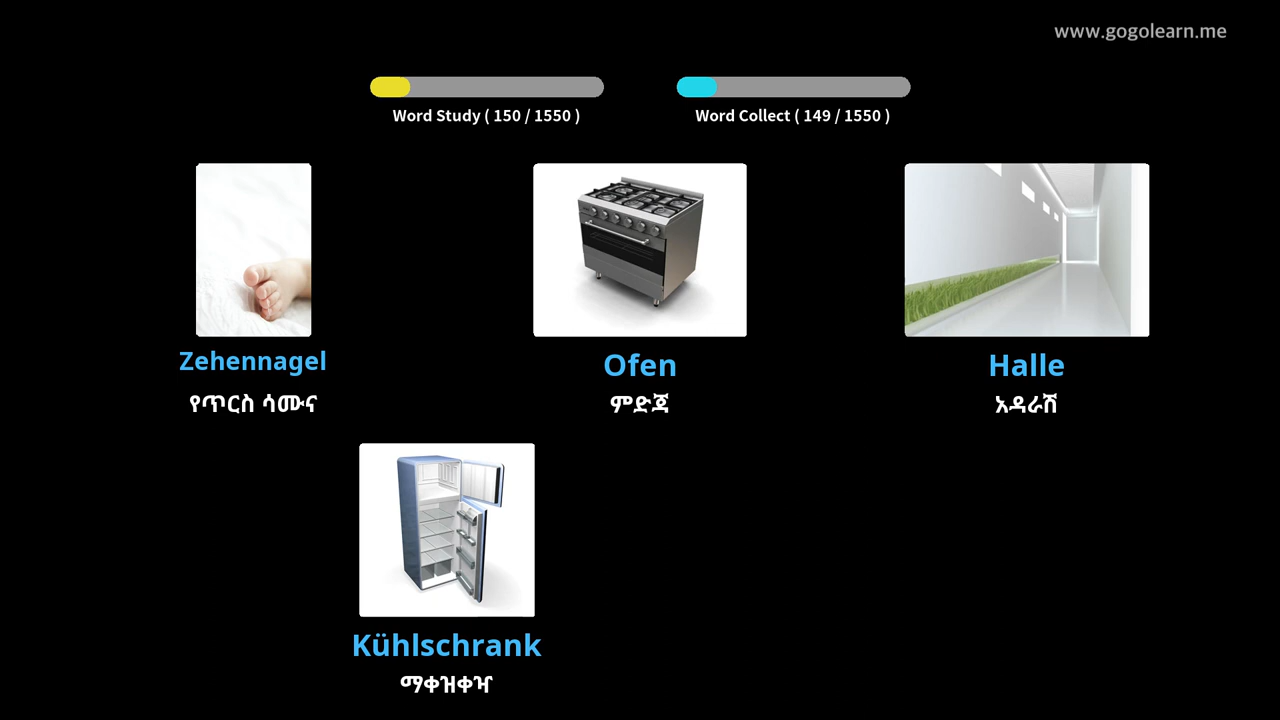 www.gogolearn.me
Word Study ( 150 / 1550 )
Word Collect ( 149 / 1550 )
Zehennagel
የጥርስ ሳሙና
Ofen
ምድጃ
Halle
አዳራሽ
Kühlschrank
ማቀዝቀዣ